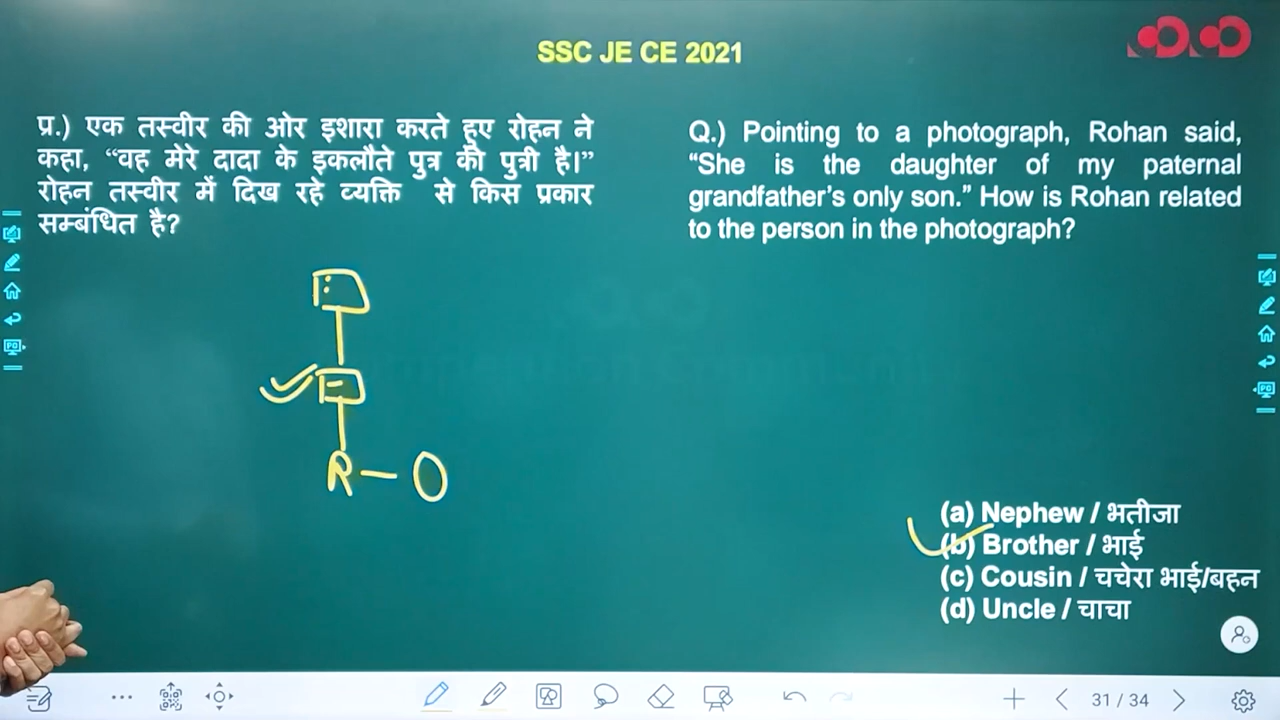 SSC JE CE 2021
प्र.) एक तस्वीर की ओर इशारा करते हुए रोहन ने
कहा, “वह मेरे दादा के इकलौते पुत्र की पुत्री है।”
रोहन तस्वीर में दिख रहे व्यक्ति से किस प्रकार
सम्बंधित है?
Q.) Pointing to a photograph, Rohan said,
“She is the daughter of my paternal
grandfather’s only son.” How is Rohan related
to the person in the photograph?
R - O
(a) Nephew / भतीजा
(b) Brother / भाई
(c) Cousin / चचेरा भाई/बहन
(d) Uncle / चाचा
31 / 34